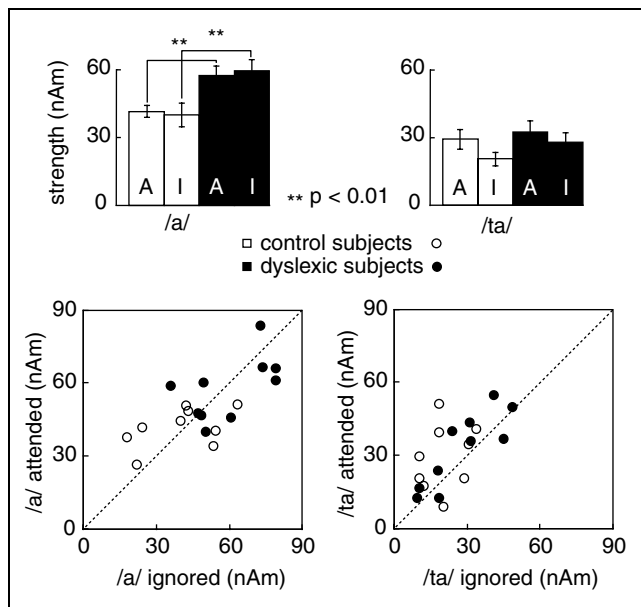 ** **
60
30
0
strength (nAm)
A I A I
/a/
** p < 0.01
60
30
0
A I A I
/ta/
control subjects
dyslexic subjects
90
60
30
0
/a/ attended (nAm)
0 30 60 90
/a/ ignored (nAm)
90
60
30
0
/ta/ attended (nAm)
0 30 60 90
/ta/ ignored (nAm)